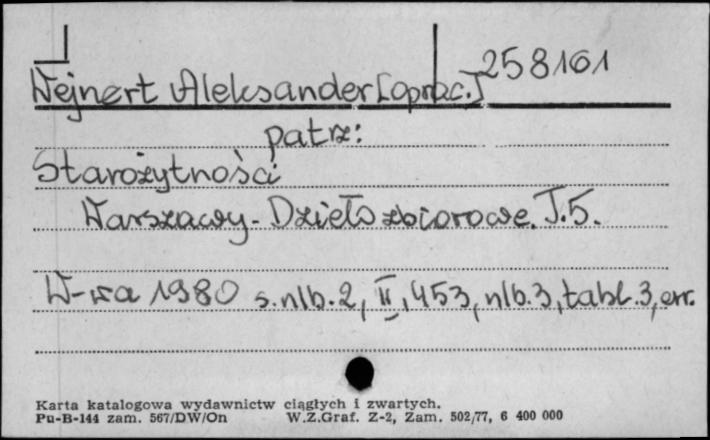 Wejnert Aleksander [oprac.] 258161
patrz:
Starożytności
Warszawy. Dzieło zbiorowe. T.5.
W-wa 1980 s.nlb.2, II, 453, nlb.3, tabl.3, err.
Karta katalogowa wydawnictw ciągłych i zwartych.
Pu-B-144 zam. 567/DW/On W.Z.Graf. Z-2, Zam. 502/77, 6 400 000